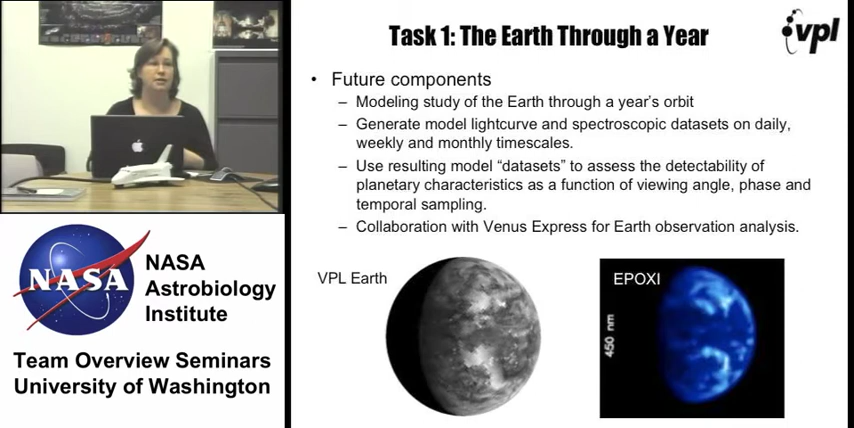 Task 1: The Earth Through a Year
vpl
• Future components
– Modeling study of the Earth through a year's orbit
– Generate model lightcurve and spectroscopic datasets on daily,
weekly and monthly timescales.
– Use resulting model "datasets" to assess the detectability of
planetary characteristics as a function of viewing angle, phase and
temporal sampling.
– Collaboration with Venus Express for Earth observation analysis.
VPL Earth
EPOXI
450 nm
NASA
NASA
Astrobiology
Institute
Team Overview Seminars
University of Washington